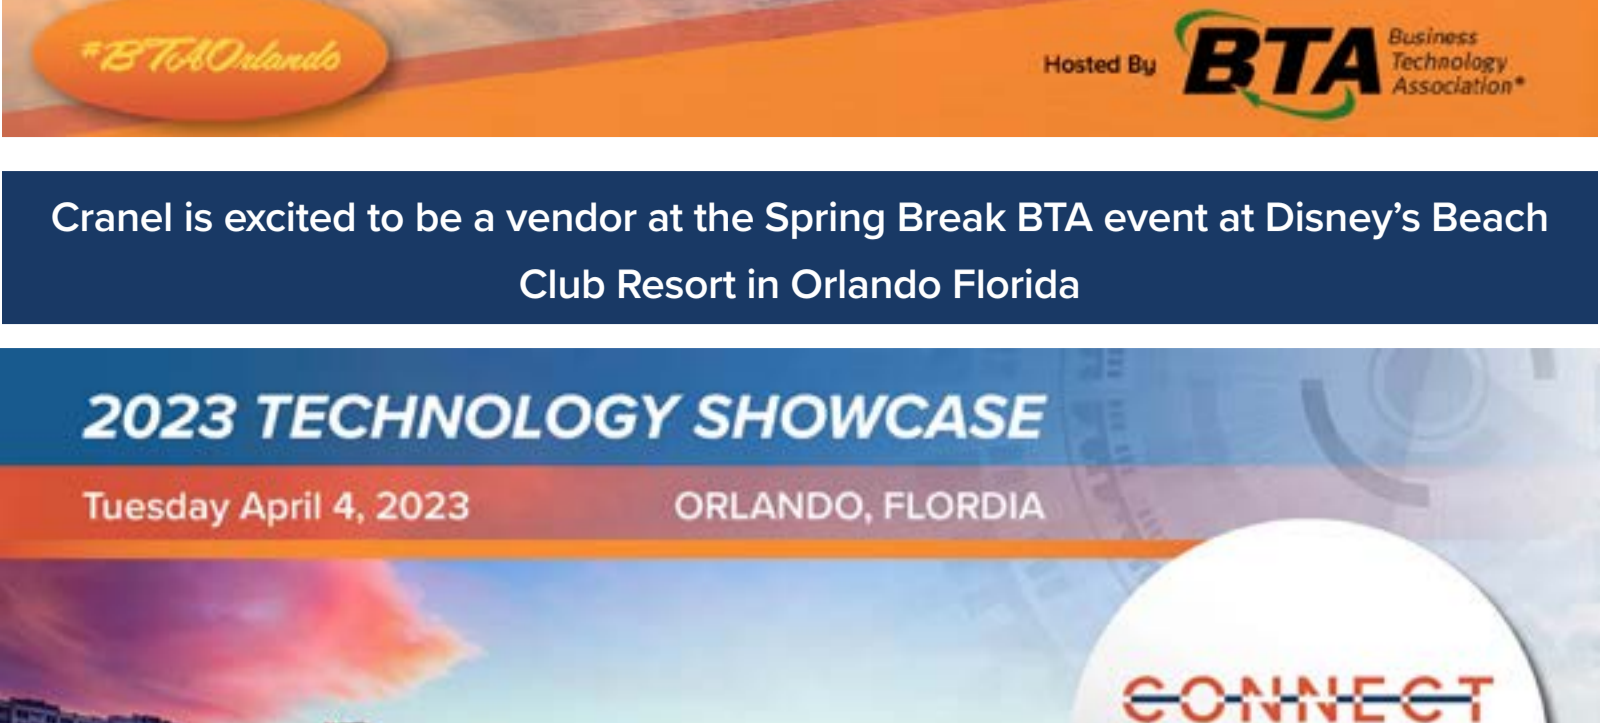 #BTAOrlando
Hosted By
BTA
Business
Technology
Association®
Cranel is excited to be a vendor at the Spring Break BTA event at Disney’s Beach
Club Resort in Orlando Florida
2023 TECHNOLOGY SHOWCASE
Tuesday April 4, 2023
ORLANDO, FLORDIA
CONNECT